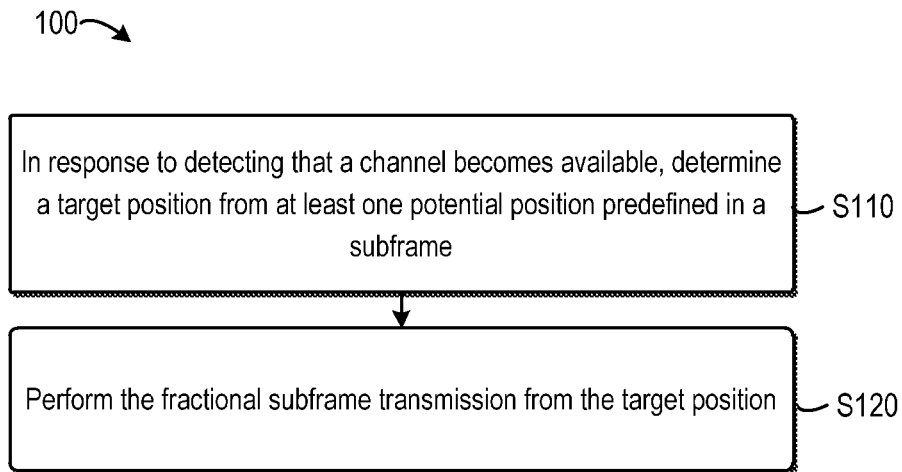 100
In response to detecting that a channel becomes available, determine
a target position from at least one potential position predefined in a
subframe
S110
Perform the fractional subframe transmission from the target position
S120